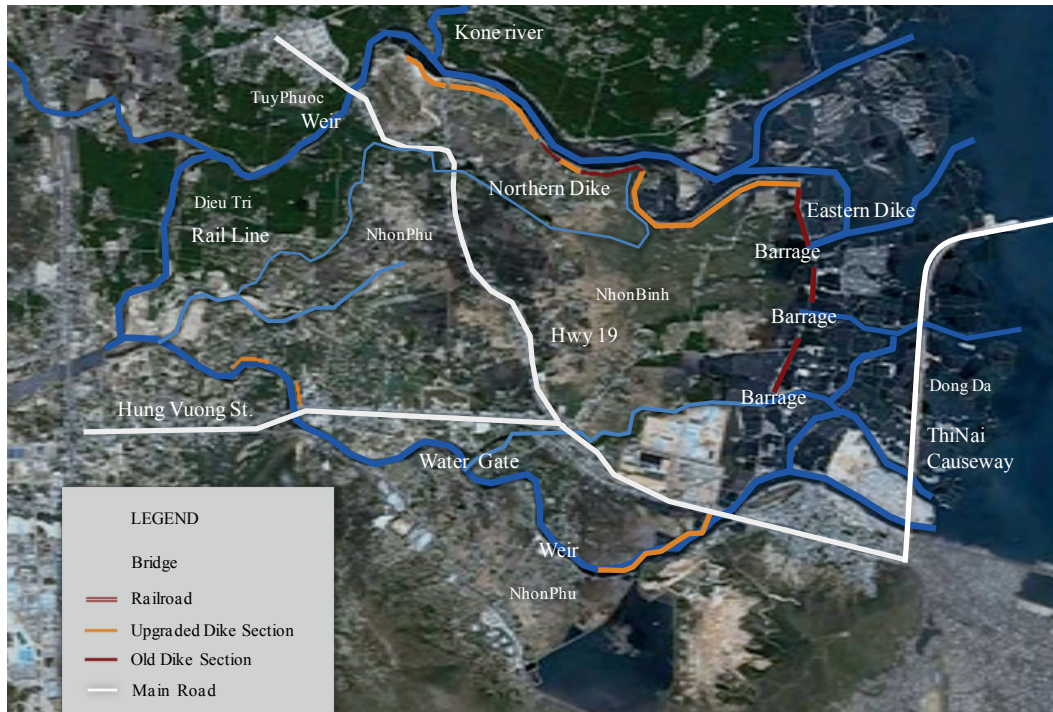 Kone river
TuyPhuoc
Weir
Northern Dike
Dieu Tri
Rail Line
NhonPhu
Eastern Dike
Barrage
NhonBinh
Barrage
Hwy 19
Dong Da
Barrage
Hung Vuong St.
ThiNai
Causeway
Water Gate
Weir
NhonPhu
LEGEND
Bridge
Railroad
Upgraded Dike Section
Old Dike Section
Main Road